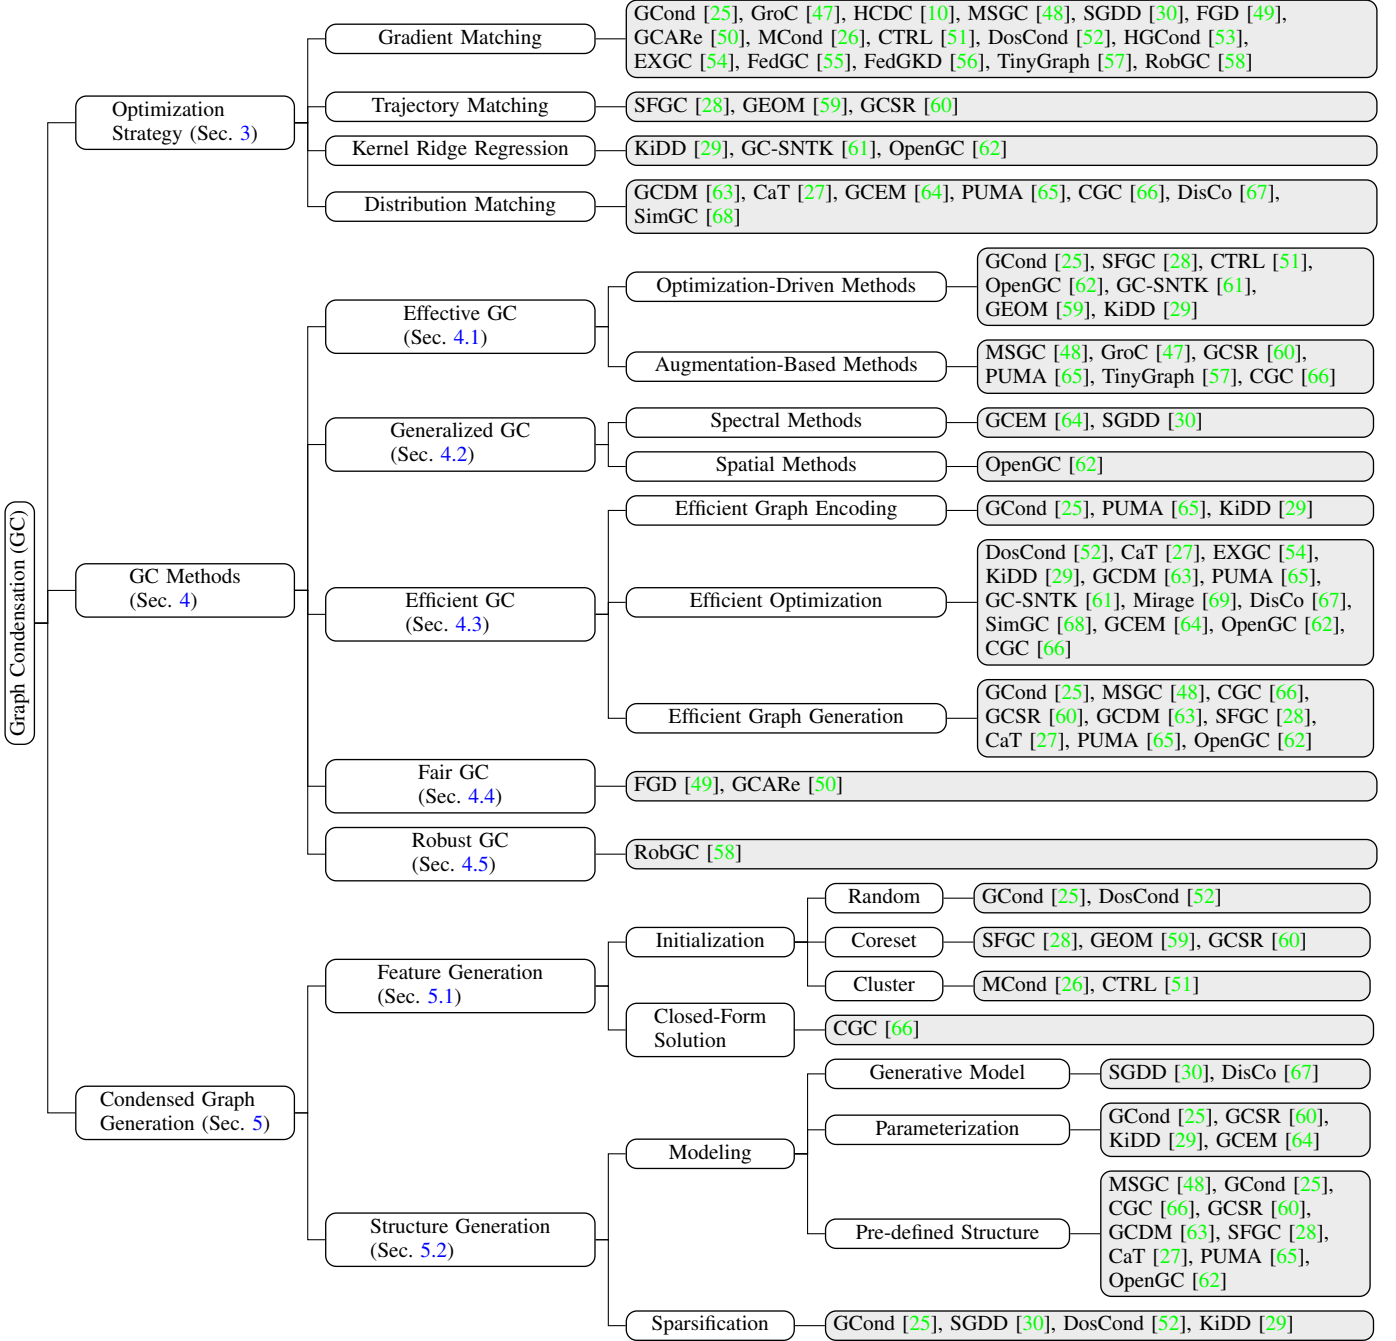 Graph Condensation (GC)
Optimization
Strategy (Sec. 3)
Gradient Matching
GCond [25], GroC [47], HCDC [10], MSGC [48], SGDD [30], FGD [49],
GCARe [50], MCond [26], CTRL [51], DosCond [52], HGCond [53],
EXGC [54], FedGC [55], FedGKD [56], TinyGraph [57], RobGC [58]
Trajectory Matching
SFGC [28], GEOM [59], GCSR [60]
Kernel Ridge Regression
KiDD [29], GC-SNTK [61], OpenGC [62]
Distribution Matching
GCDM [63], CaT [27], GCEM [64], PUMA [65], CGC [66], DisCo [67],
SimGC [68]
GC Methods
(Sec. 4)
Effective GC
(Sec. 4.1)
Optimization-Driven Methods
GCond [25], SFGC [28], CTRL [51],
OpenGC [62], GC-SNTK [61],
GEOM [59], KiDD [29]
Augmentation-Based Methods
MSGC [48], GroC [47], GCSR [60],
PUMA [65], TinyGraph [57], CGC [66]
Generalized GC
(Sec. 4.2)
Spectral Methods
GCEM [64], SGDD [30]
Spatial Methods
OpenGC [62]
Efficient GC
(Sec. 4.3)
Efficient Graph Encoding
GCond [25], PUMA [65], KiDD [29]
Efficient Optimization
DosCond [52], CaT [27], EXGC [54],
KiDD [29], GCDM [63], PUMA [65],
GC-SNTK [61], Mirage [69], DisCo [67],
SimGC [68], GCEM [64], OpenGC [62],
CGC [66]
Efficient Graph Generation
GCond [25], MSGC [48], CGC [66],
GCSR [60], GCDM [63], SFGC [28],
CaT [27], PUMA [65], OpenGC [62]
Fair GC
(Sec. 4.4)
FGD [49], GCARe [50]
Robust GC
(Sec. 4.5)
RobGC [58]
Condensed Graph
Generation (Sec. 5)
Feature Generation
(Sec. 5.1)
Initialization
Random
GCond [25], DosCond [52]
Coreset
SFGC [28], GEOM [59], GCSR [60]
Cluster
MCond [26], CTRL [51]
Closed-Form
Solution
CGC [66]
Structure Generation
(Sec. 5.2)
Modeling
Generative Model
SGDD [30], DisCo [67]
Parameterization
GCond [25], GCSR [60],
KiDD [29], GCEM [64]
Pre-defined Structure
MSGC [48], GCond [25],
CGC [66], GCSR [60],
GCDM [63], SFGC [28],
CaT [27], PUMA [65],
OpenGC [62]
Sparsification
GCond [25], SGDD [30], DosCond [52], KiDD [29]